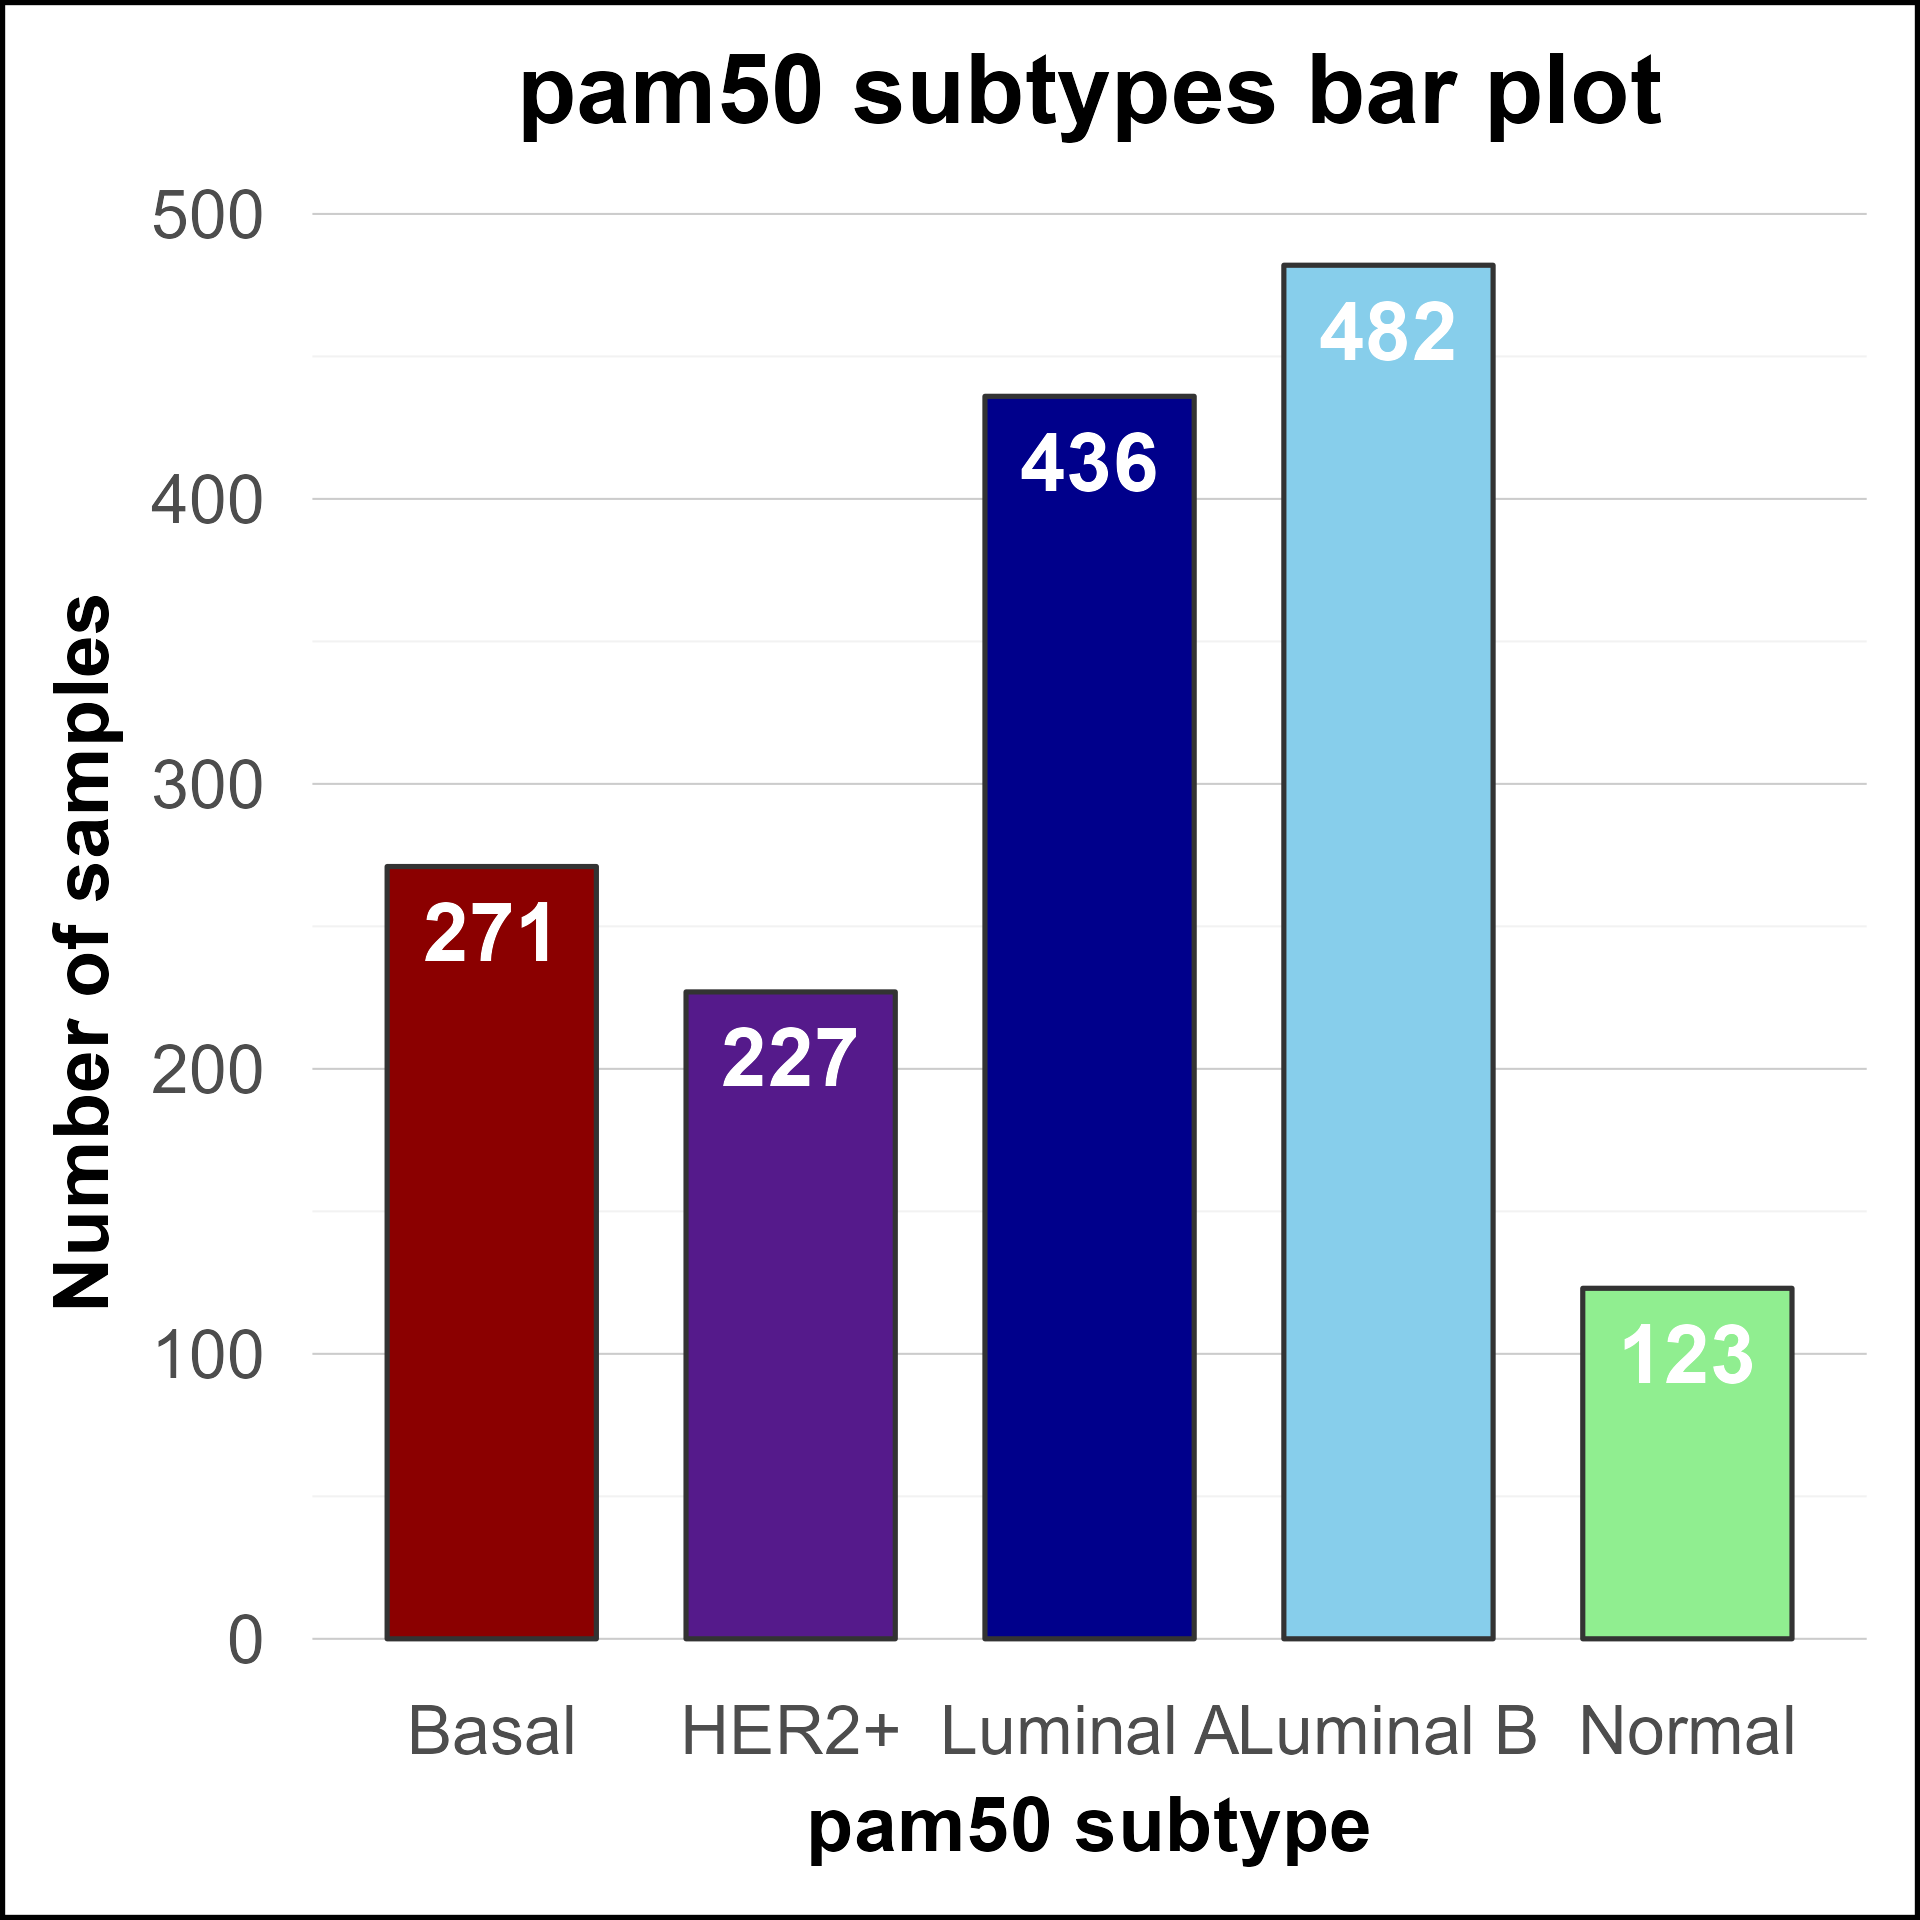 pam50 subtypes bar plot
500
400
300
200
100
0
Number of samples
271
227
436
482
123
Basal HER2+ Luminal A Luminal B Normal
pam50 subtype